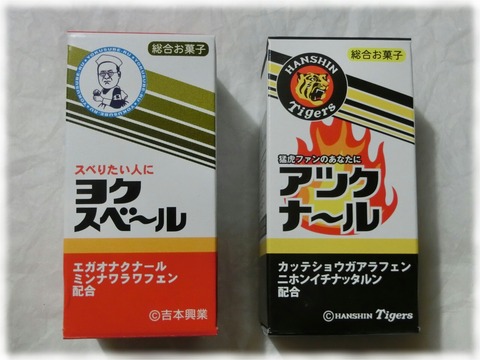 総合お菓子
スベりたい人に
ヨク
スベ〜ル
エガオナクナール
ミンナワラワフェン
配合
©吉本興業
総合お菓子
HANSHIN
Tigers
猛虎ファンのあなたに
アツク
ナ〜ル
カッテショウガアラフェン
ニホンイチナッタルン
配合
©HANSHIN Tigers